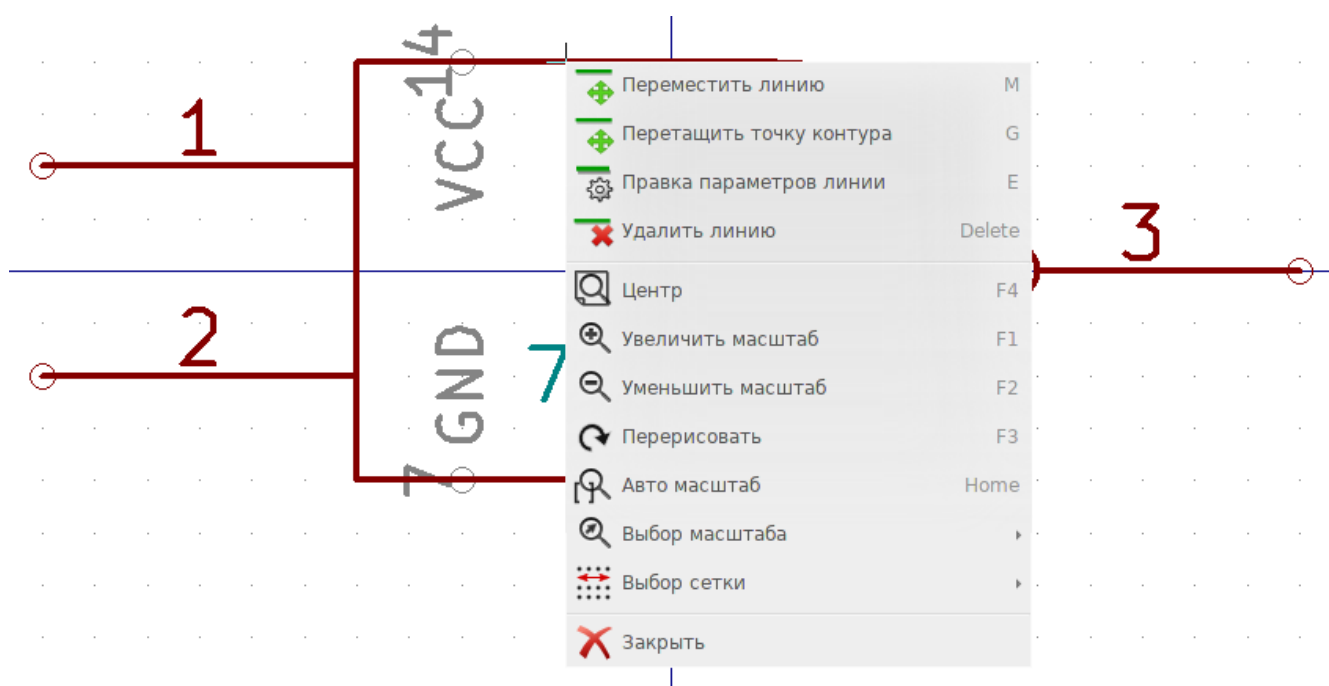 14
VCC
1
2
3
GND
7
7
Переместить линию M
Перетащить точку контура G
Правка параметров линии E
Удалить линию Delete
Центр F4
Увеличить масштаб F1
Уменьшить масштаб F2
Перерисовать F3
Авто масштаб Home
Выбор масштаба
Выбор сетки
Закрыть